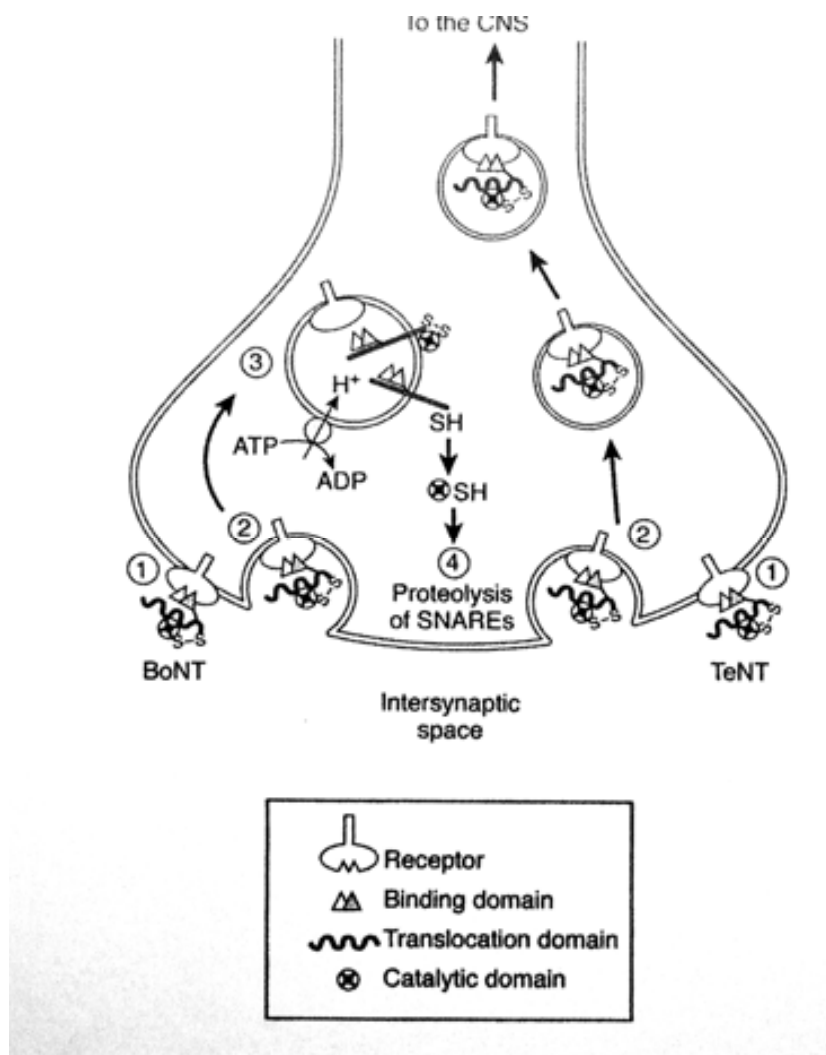 To the CNS
S-S
S-S
S-S
③
H⁺
SH
ATP
ADP
SH
②
②
①
④
①
Proteolysis
of SNAREs
S-S
S-S
S-S
S-S
BoNT
TeNT
Intersynaptic
space
Receptor
Binding domain
Translocation domain
Catalytic domain